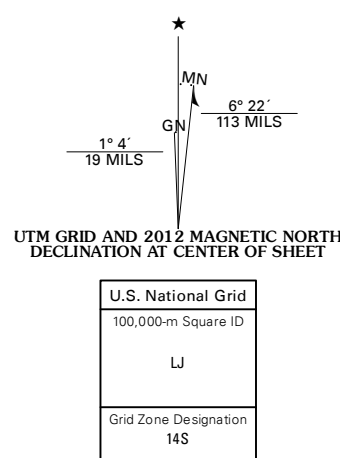 ★
MN
GN
6° 22´
113 MILS
1° 4´
19 MILS
UTM GRID AND 2012 MAGNETIC NORTH
DECLINATION AT CENTER OF SHEET
U.S. National Grid
100,000-m Square ID
LJ
Grid Zone Designation
14S